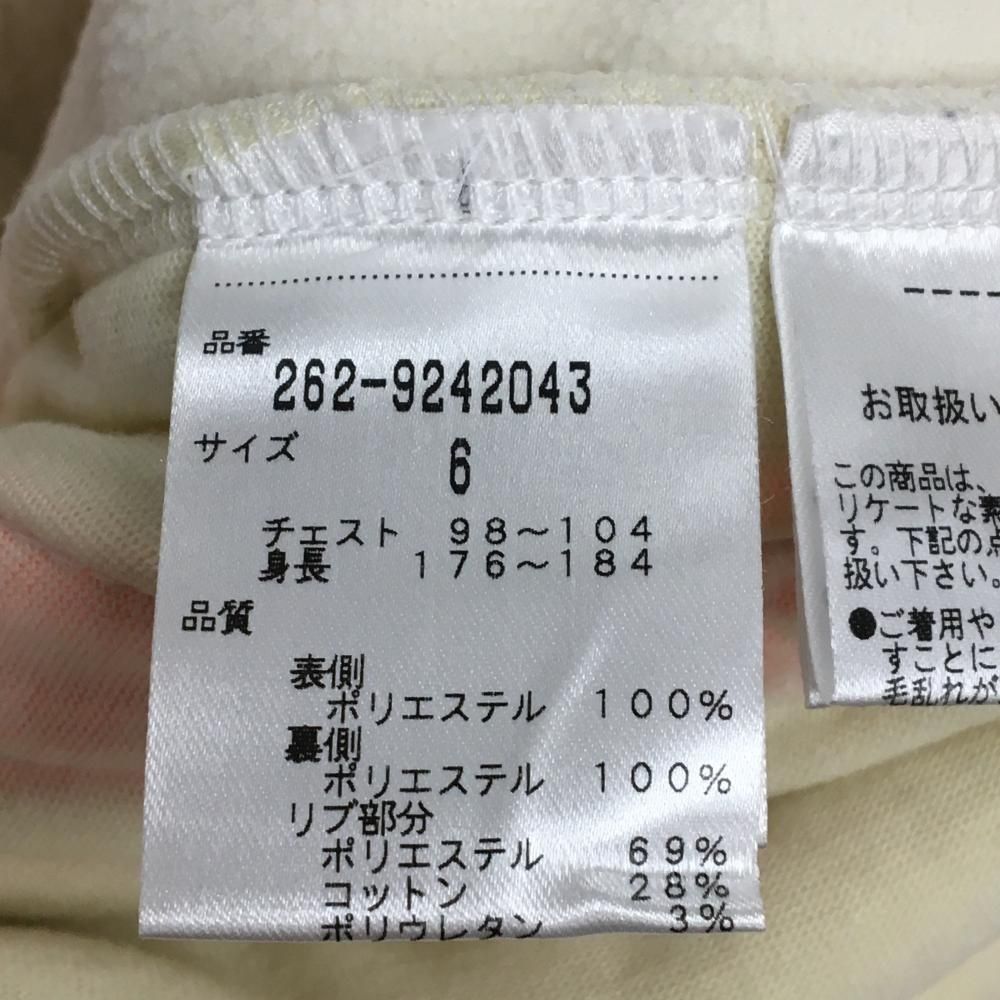 品番
262-9242043
サイズ
6
チェスト 98～104
身長 176～184
品質
表側
ポリエステル 100%
裏側
ポリエステル 100%
リブ部分
ポリエステル 69%
コットン 28%
ポリウレタン 3%
お取扱い
この商品は、
リケートな素
す。下記の点
扱い下さい。
●ご着用や
すことに
毛乱れが